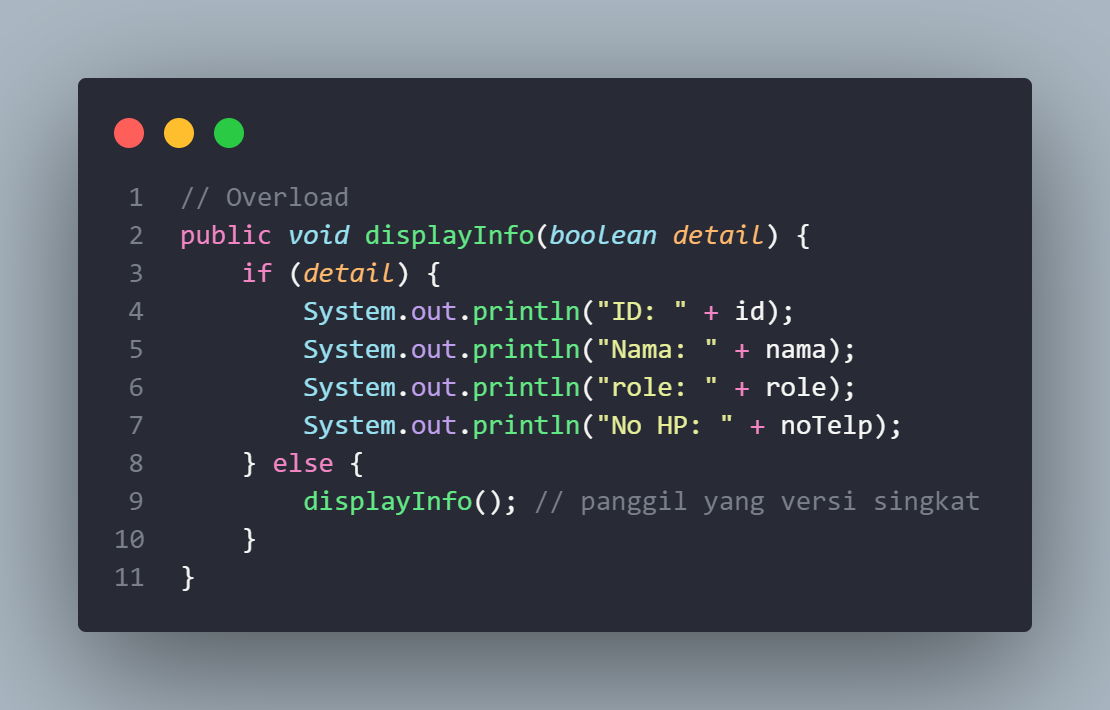 1 // Overload
2 public void displayInfo(boolean detail) {
3     if (detail) {
4         System.out.println("ID: " + id);
5         System.out.println("Nama: " + nama);
6         System.out.println("role: " + role);
7         System.out.println("No HP: " + noTelp);
8     } else {
9         displayInfo(); // panggil yang versi singkat
10     }
11 }